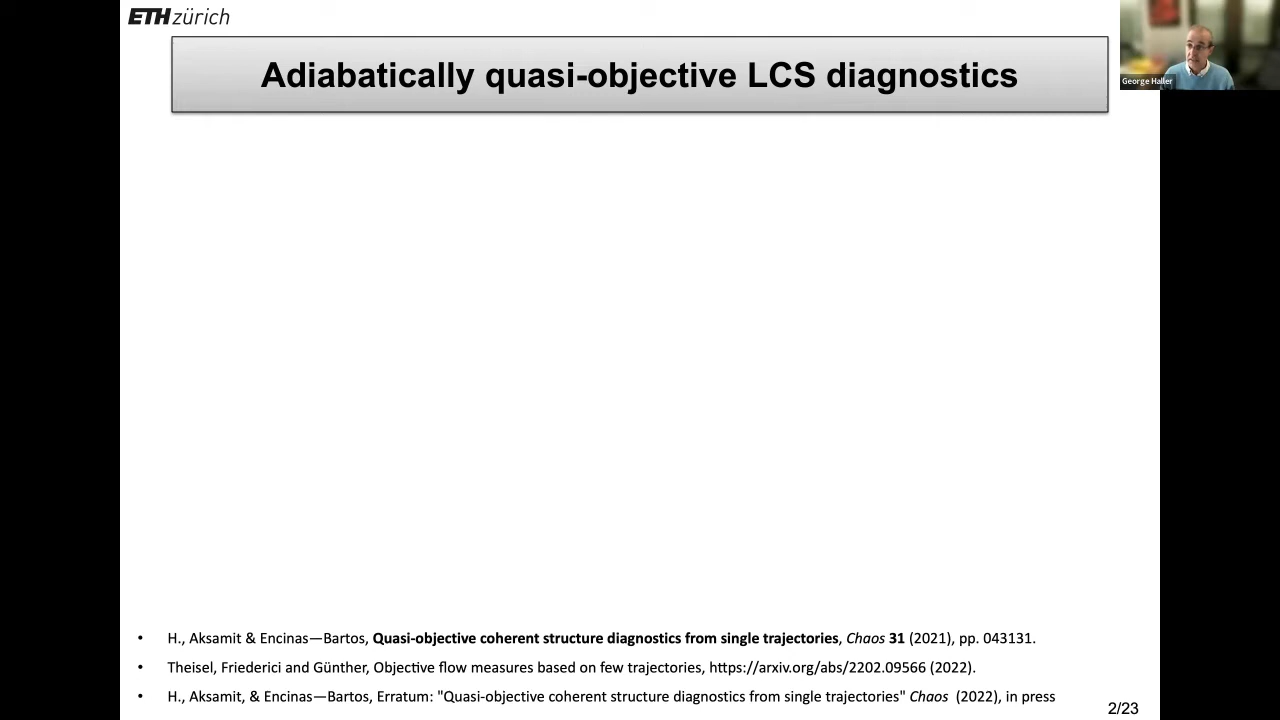 ETHzürich
George Haller
Adiabatically quasi-objective LCS diagnostics
• H., Aksamit & Encinas—Bartos, Quasi-objective coherent structure diagnostics from single trajectories, Chaos 31 (2021), pp. 043131.
• Theisel, Friederici and Günther, Objective flow measures based on few trajectories, https://arxiv.org/abs/2202.09566 (2022).
• H., Aksamit, & Encinas—Bartos, Erratum: "Quasi-objective coherent structure diagnostics from single trajectories" Chaos (2022), in press
2/23